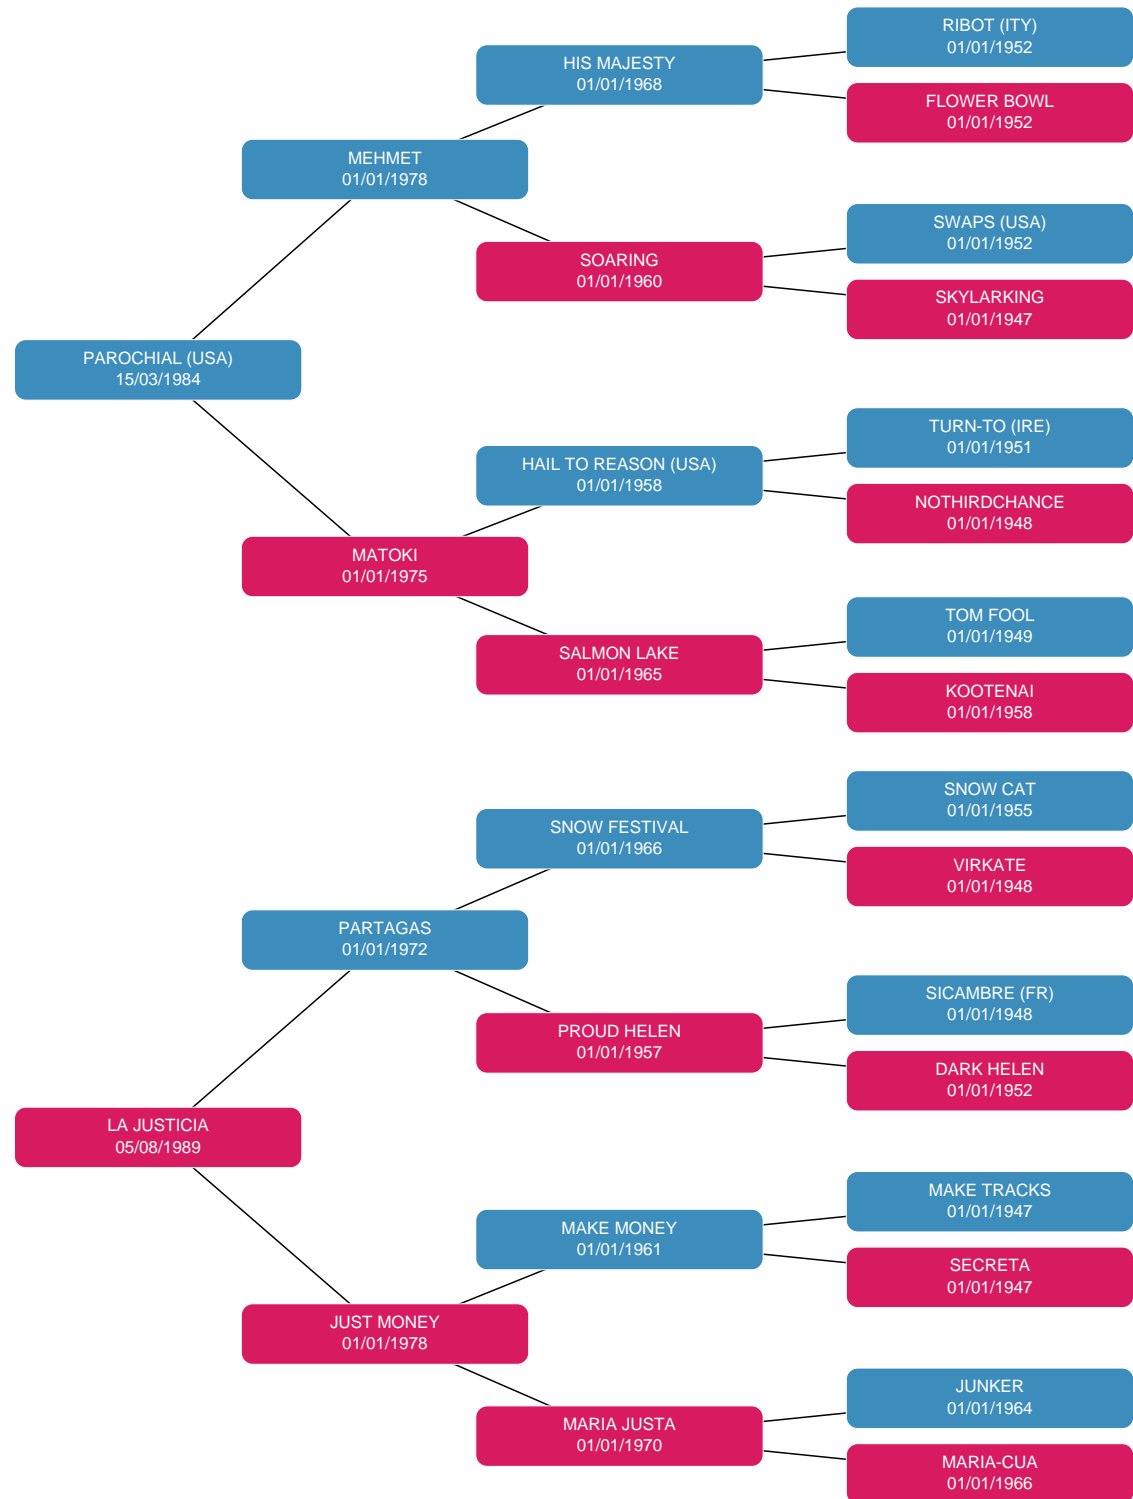 RIBOT (ITY)
01/01/1952
HIS MAJESTY
01/01/1968
FLOWER BOWL
01/01/1952
MEHMET
01/01/1978
SWAPS (USA)
01/01/1952
SOARING
01/01/1960
SKYLARKING
01/01/1947
PAROCHIAL (USA)
15/03/1984
TURN-TO (IRE)
01/01/1951
HAIL TO REASON (USA)
01/01/1958
NOTHIRDCHANCE
01/01/1948
MATOKI
01/01/1975
TOM FOOL
01/01/1949
SALMON LAKE
01/01/1965
KOOTENAI
01/01/1958
SNOW CAT
01/01/1955
SNOW FESTIVAL
01/01/1966
VIRKATE
01/01/1948
PARTAGAS
01/01/1972
SICAMBRE (FR)
01/01/1948
PROUD HELEN
01/01/1957
DARK HELEN
01/01/1952
LA JUSTICIA
05/08/1989
MAKE TRACKS
01/01/1947
MAKE MONEY
01/01/1961
SECRETA
01/01/1947
JUST MONEY
01/01/1978
JUNKER
01/01/1964
MARIA JUSTA
01/01/1970
MARIA-CUA
01/01/1966